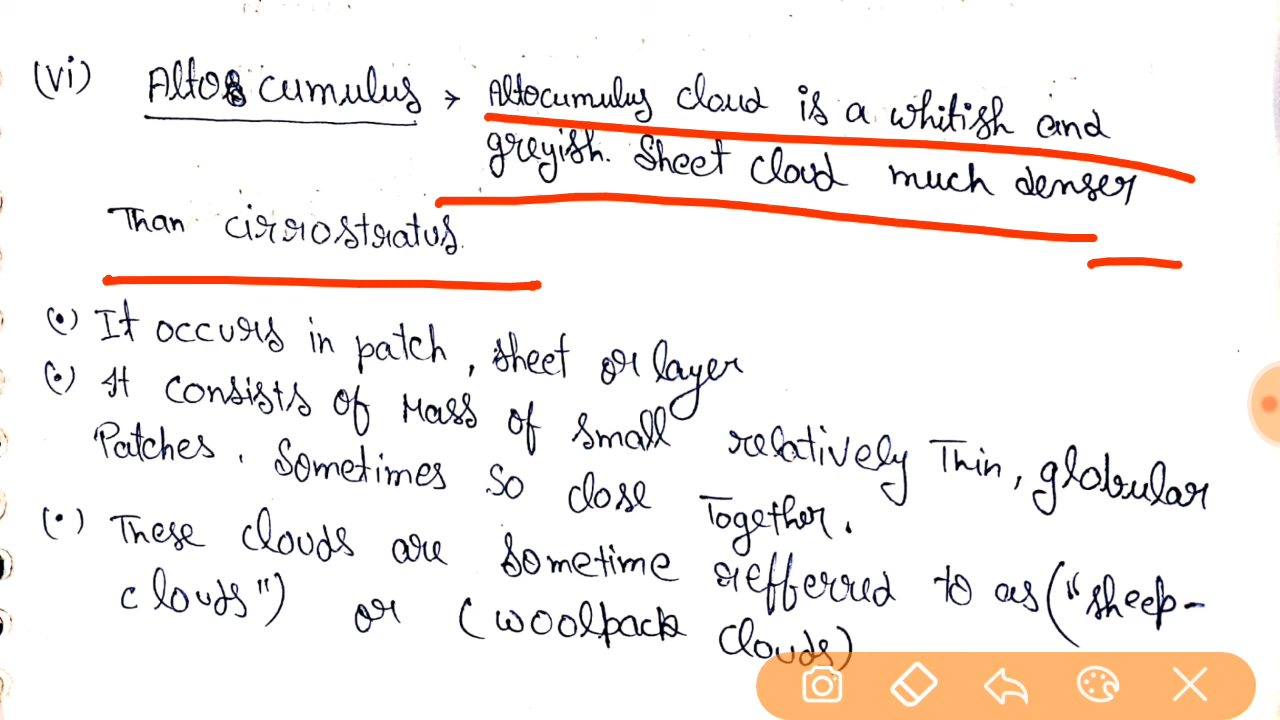 (vi) Alto cumulus → Altocumulus cloud is a whitish and
greyish. Sheet cloud much denser
Than cirrostratus.
(•) It occurs in patch, sheet or layer
(•) It consists of Mass of small relatively Thin, globular
Patches. Sometimes so close Together.
(•) These clouds are sometime refferred to as ("sheep-
clouds") or (woolpack clouds)